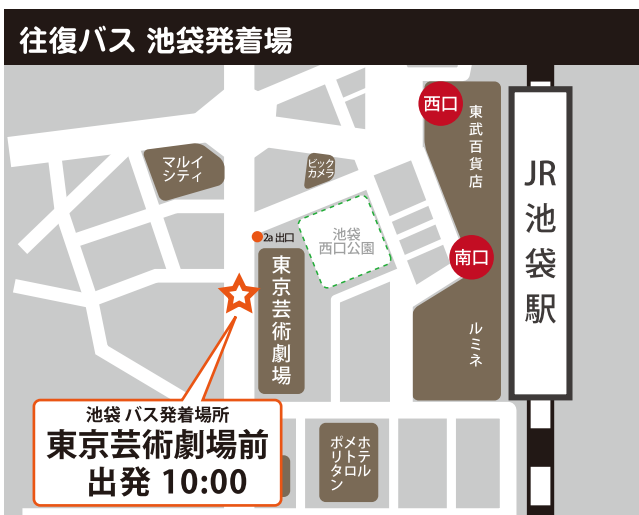 往復バス 池袋発着場
西口
東武百貨店
JR池袋駅
マルイ
シティ
ビック
カメラ
池袋
西口公園
2a 出口
南口
東京芸術劇場
ルミネ
池袋 バス発着場所
東京芸術劇場前
出発 10:00
ホテル
メトロ
ポリタン